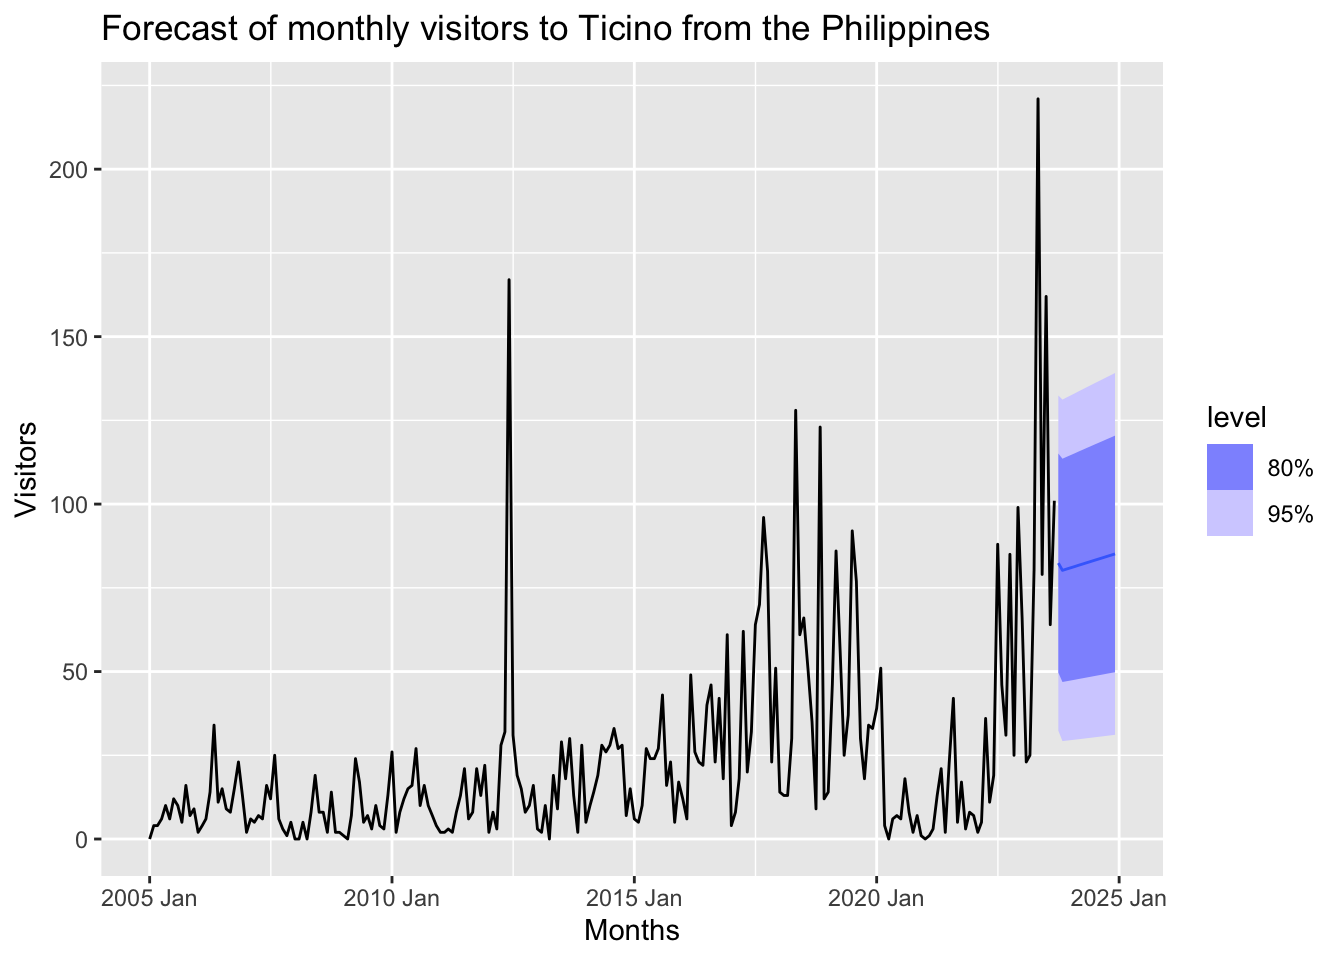 Forecast of monthly visitors to Ticino from the Philippines
200
150
100
50
0
Visitors
2005 Jan
2010 Jan
2015 Jan
2020 Jan
2025 Jan
Months
level
80%
95%